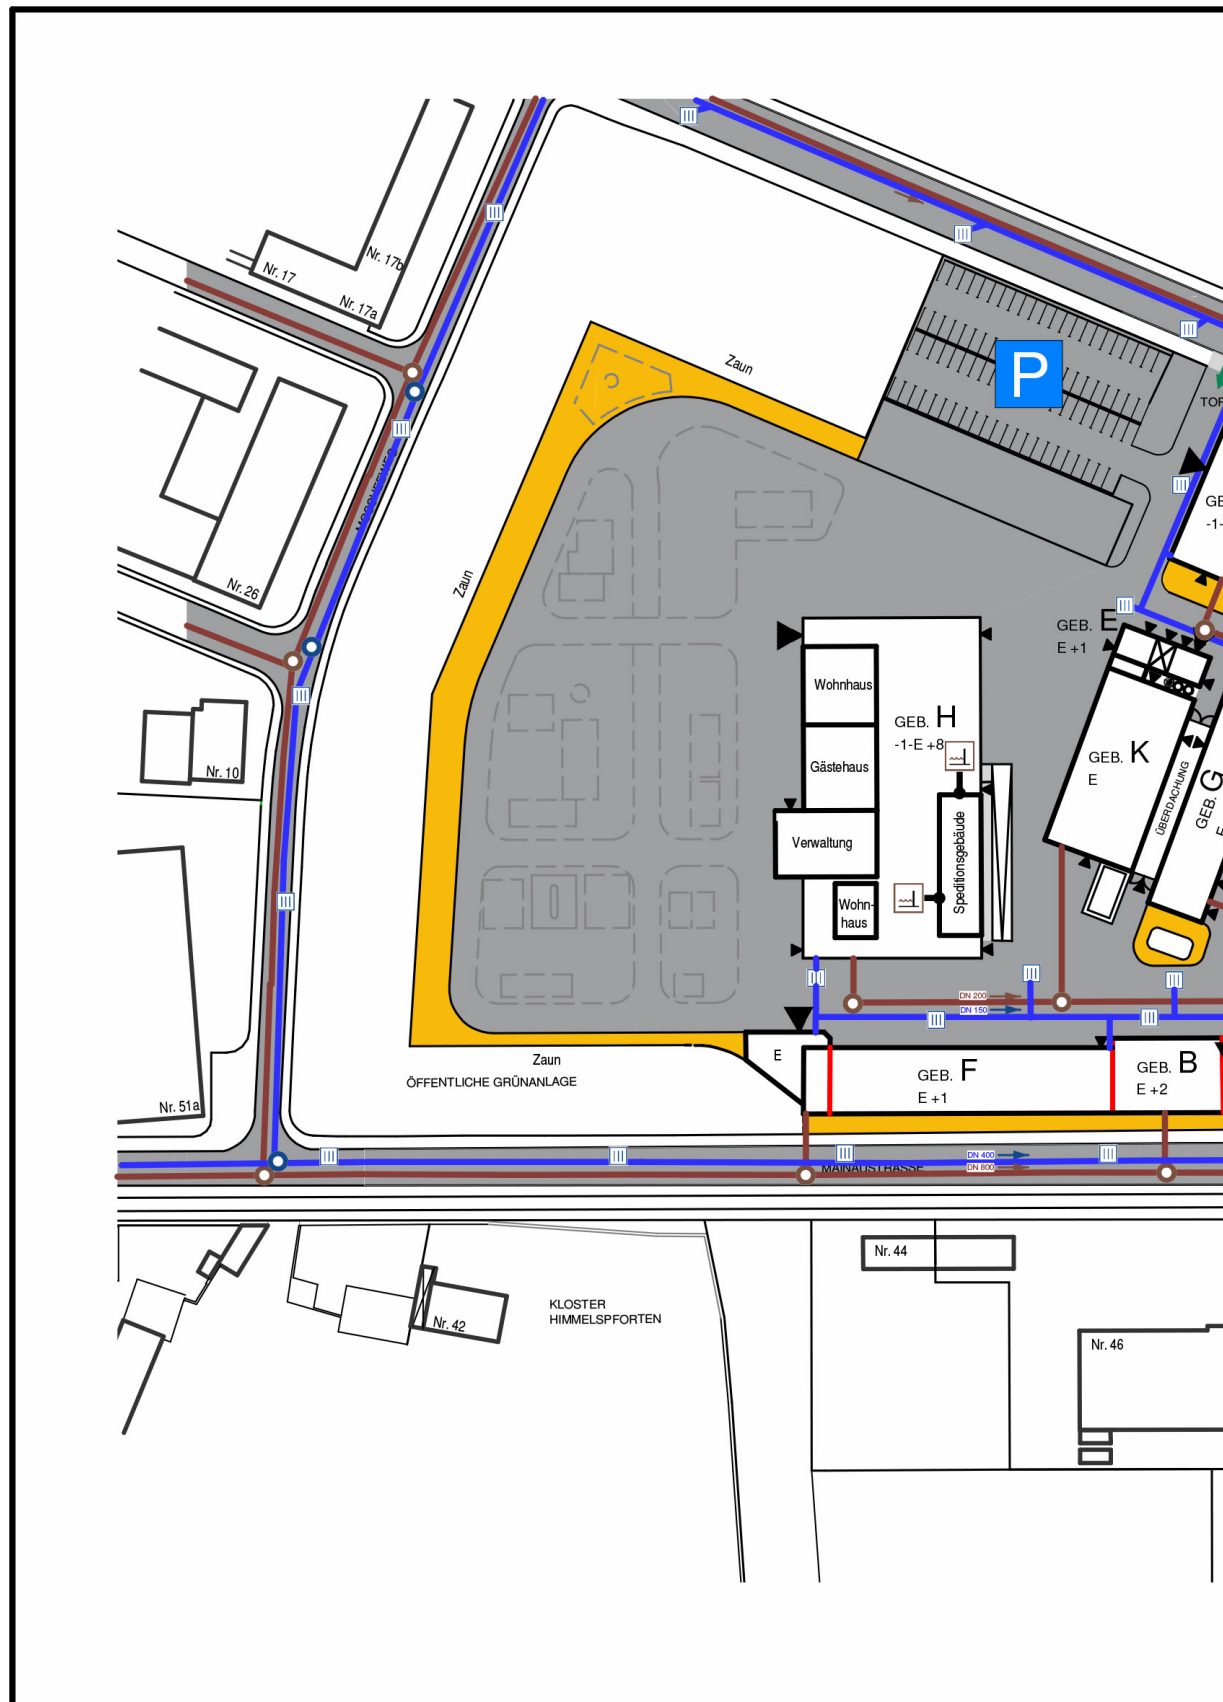 Nr. 17b
Nr. 17
Nr. 17a
Zaun
P
TOR
MOSCHERWEG
Nr. 26
Zaun
GEB. E
E +1
Wohnhaus
GEB. H
-1-E +8
Nr. 10
Gästehaus
GEB. K
E
ÜBERDACHUNG
GEB. G
Verwaltung
Speditionsgebäude
Wohn-
haus
DN 200
DN 150
Zaun
E
ÖFFENTLICHE GRÜNANLAGE
GEB. F
E +1
GEB. B
E +2
Nr. 51a
MAINAUSTRASSE
DN 400
DN 800
Nr. 44
KLOSTER
HIMMELSPFORTEN
Nr. 42
Nr. 46